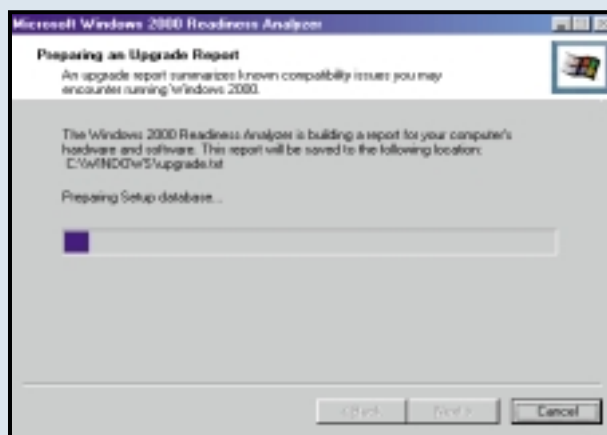 Microsoft Windows 2000 Readiness Analyzer
Preparing an Upgrade Report
An upgrade report summarizes known compatibility issues you may
encounter running Windows 2000.
The Windows 2000 Readiness Analyzer is building a report for your computer's
hardware and software. This report will be saved to the following location:
C:\WINDOWS\upgrade.txt
Preparing Setup database...
< Back
Next >
Cancel